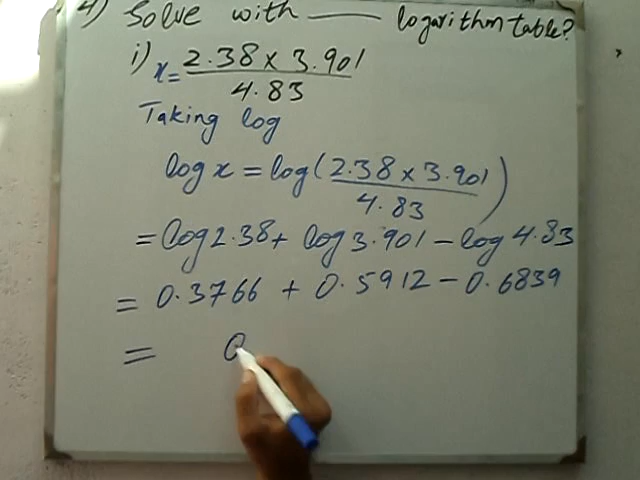 4) Solve with ——— logarithm table?
i) x = 2.38 × 3.901 / 4.83
Taking log
log x = log(2.38 × 3.901 / 4.83)
= log 2.38 + log 3.901 - log 4.83
= 0.3766 + 0.5912 - 0.6839
= 0